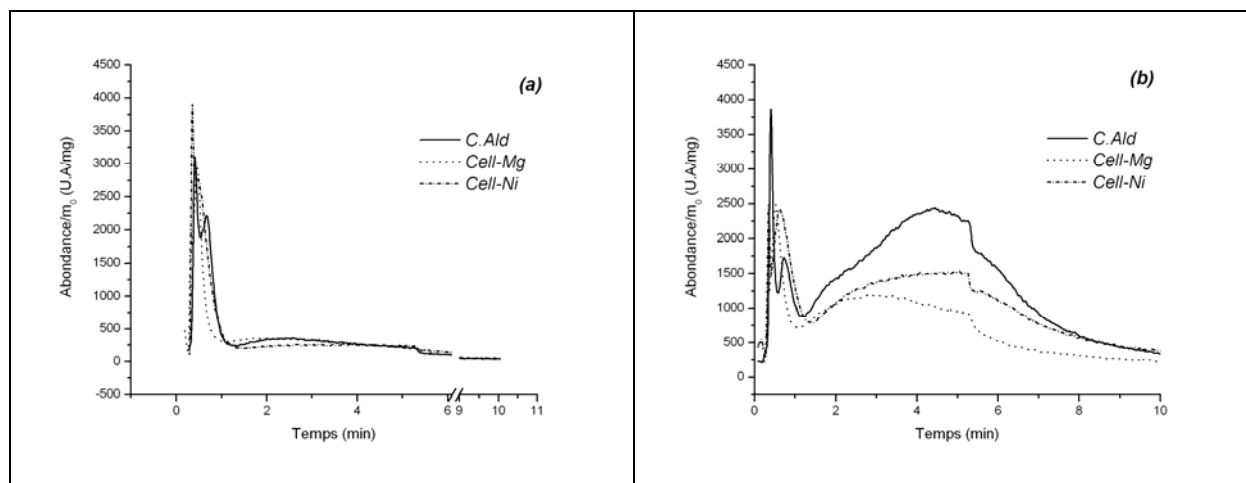 (a)
Abondance/m₀ (U.A/mg)
4500
4000
3500
3000
2500
2000
1500
1000
500
0
-500
C.Ald
Cell-Mg
Cell-Ni
0 2 4 6 9 10 11
Temps (min)
(b)
Abondance/m₀ (U.A/mg)
4500
4000
3500
3000
2500
2000
1500
1000
500
0
C.Ald
Cell-Mg
Cell-Ni
0 2 4 6 8 10
Temps (min)